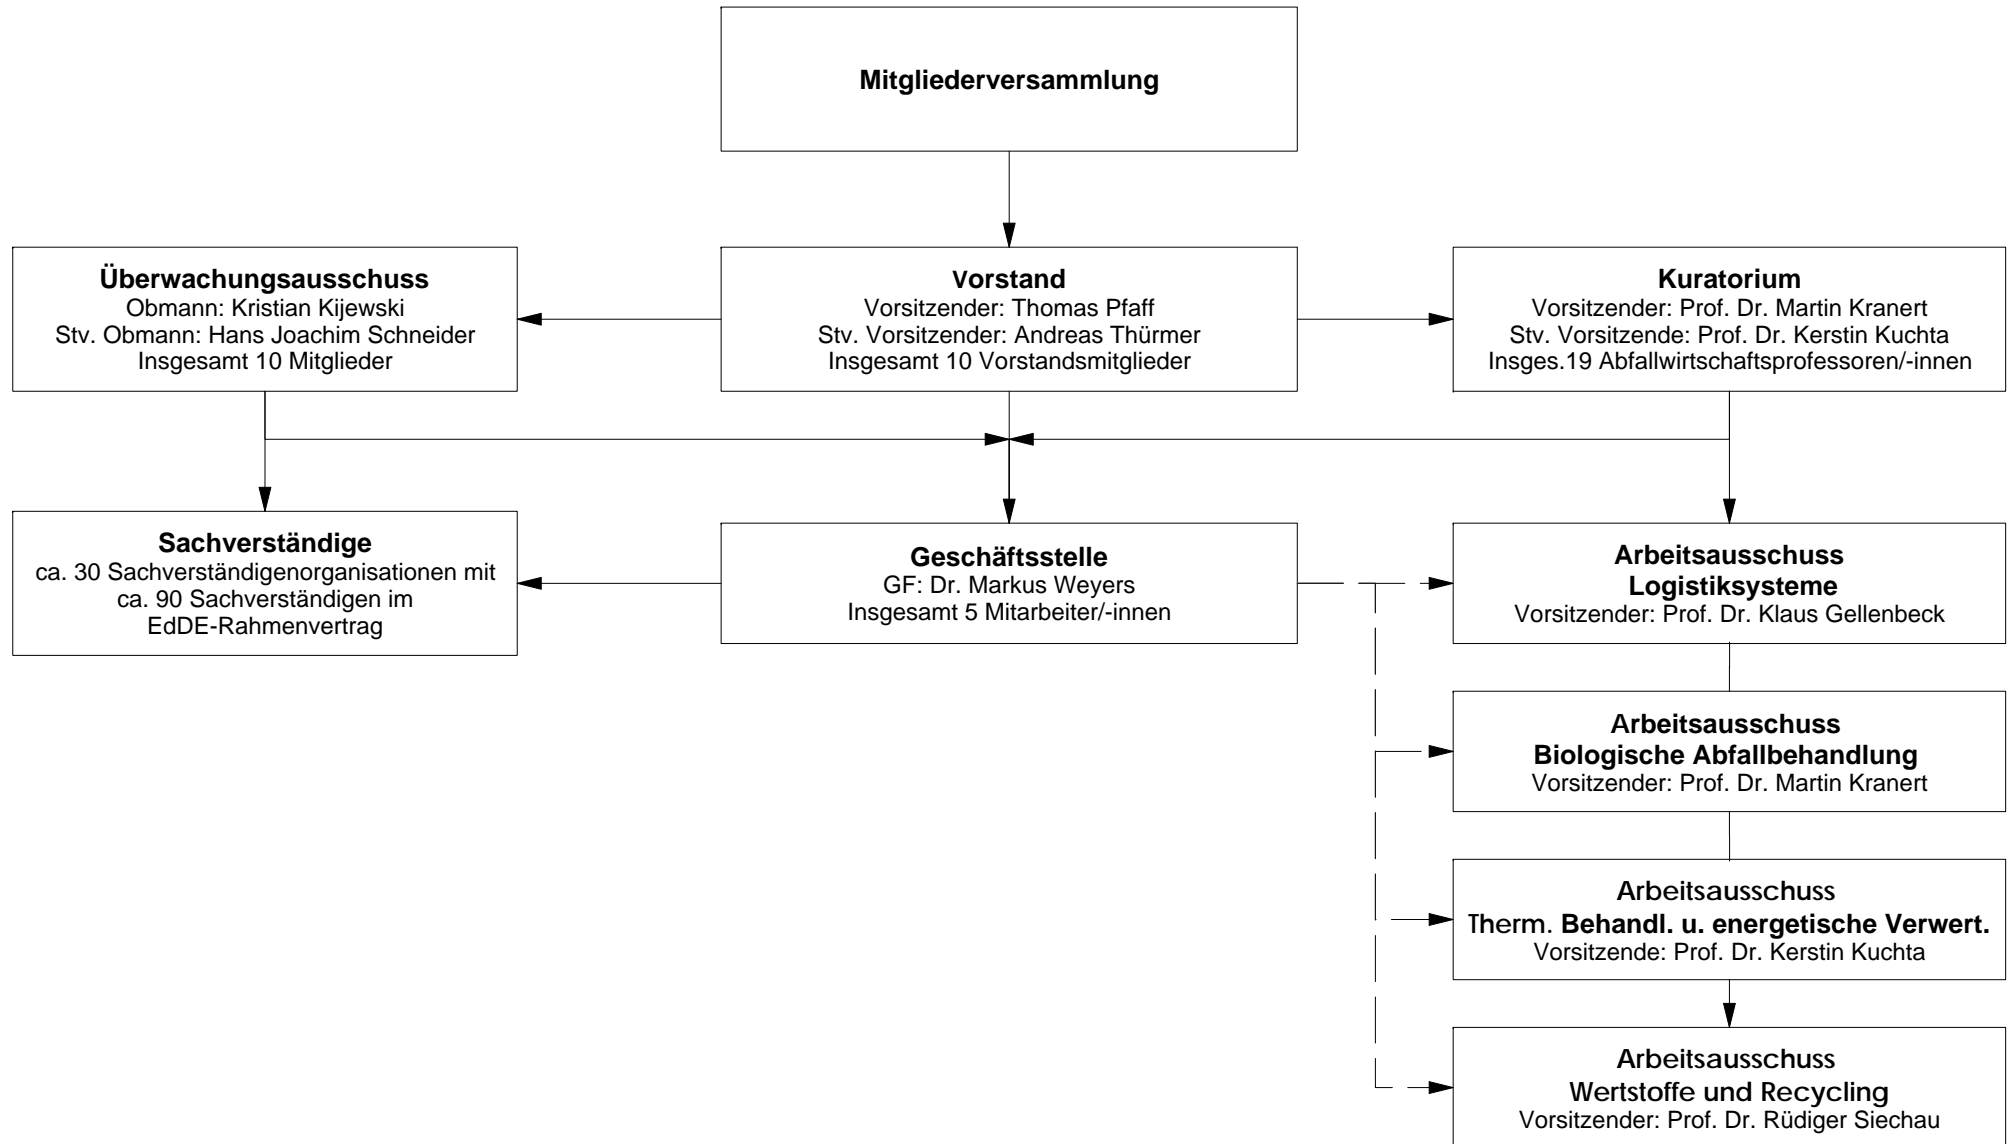 Mitgliederversammlung
Überwachungsausschuss
Obmann: Kristian Kijewski
Stv. Obmann: Hans Joachim Schneider
Insgesamt 10 Mitglieder
Vorstand
Vorsitzender: Thomas Pfaff
Stv. Vorsitzender: Andreas Thürmer
Insgesamt 10 Vorstandsmitglieder
Kuratorium
Vorsitzender: Prof. Dr. Martin Kranert
Stv. Vorsitzende: Prof. Dr. Kerstin Kuchta
Insges.19 Abfallwirtschaftsprofessoren/-innen
Sachverständige
ca. 30 Sachverständigenorganisationen mit
ca. 90 Sachverständigen im
EdDE-Rahmenvertrag
Geschäftsstelle
GF: Dr. Markus Weyers
Insgesamt 5 Mitarbeiter/-innen
Arbeitsausschuss
Logistiksysteme
Vorsitzender: Prof. Dr. Klaus Gellenbeck
Arbeitsausschuss
Biologische Abfallbehandlung
Vorsitzender: Prof. Dr. Martin Kranert
Arbeitsausschuss
Therm. Behandl. u. energetische Verwert.
Vorsitzende: Prof. Dr. Kerstin Kuchta
Arbeitsausschuss
Wertstoffe und Recycling
Vorsitzender: Prof. Dr. Rüdiger Siechau